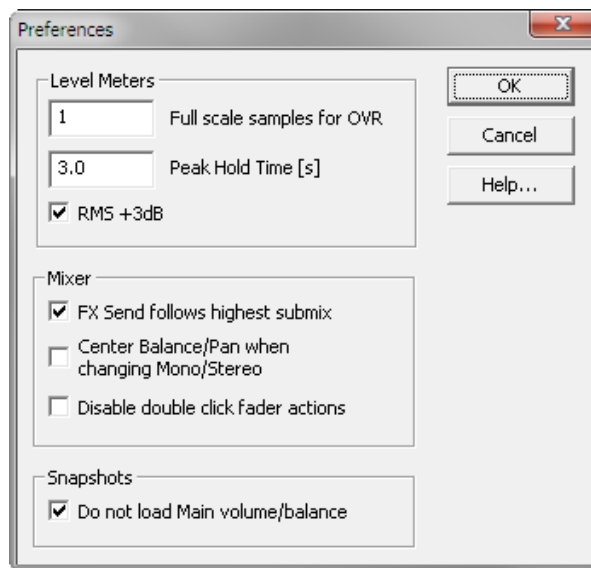 Preferences
Level Meters
1 Full scale samples for OVR
3.0 Peak Hold Time [s]
RMS +3dB
Mixer
FX Send follows highest submix
Center Balance/Pan when
changing Mono/Stereo
Disable double click fader actions
Snapshots
Do not load Main volume/balance
OK
Cancel
Help...